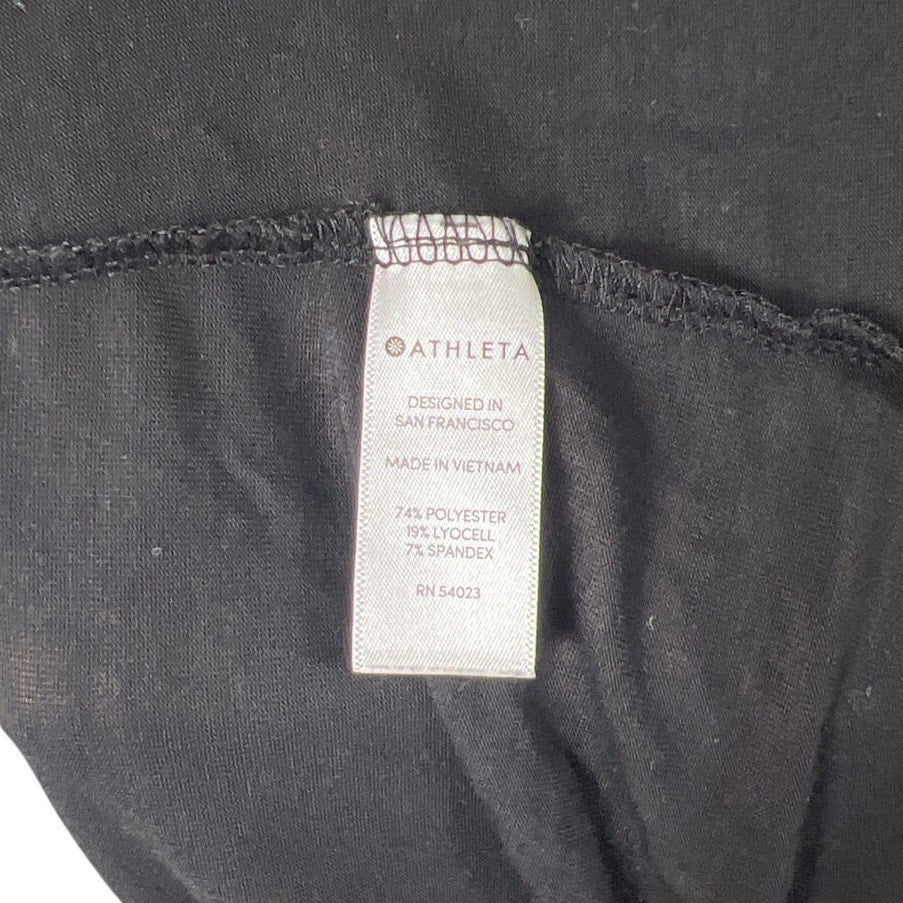 ATHLETA
DESIGNED IN
SAN FRANCISCO
MADE IN VIETNAM
74% POLYESTER
19% LYOCELL
7% SPANDEX
RN 54023